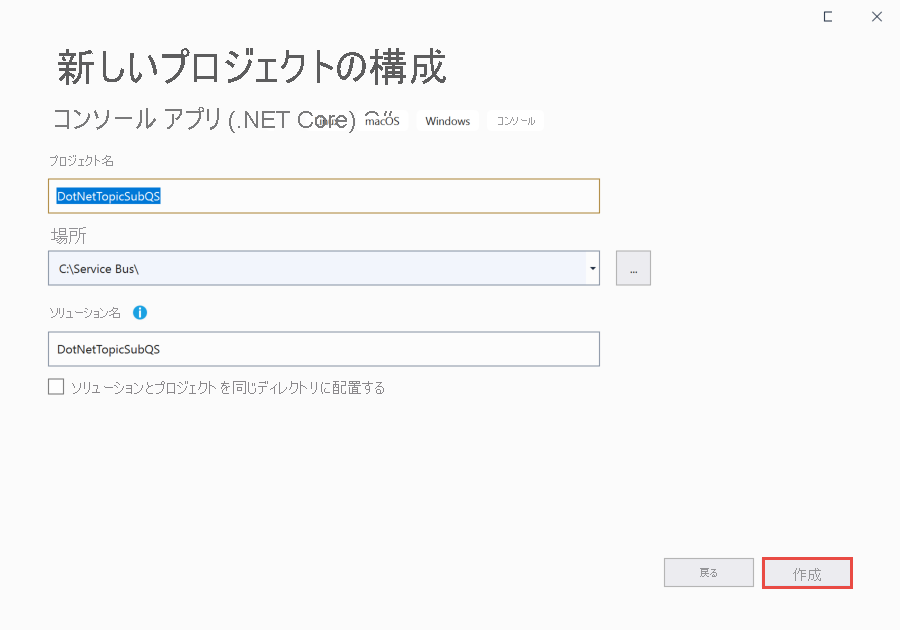 新しいプロジェクトの構成
コンソール アプリ (.NET Core) macOS Windows コンソール
プロジェクト名
DotNetTopicSubQS
場所
C:\Service Bus\
...
ソリューション名
DotNetTopicSubQS
ソリューションとプロジェクトを同じディレクトリに配置する
戻る 作成